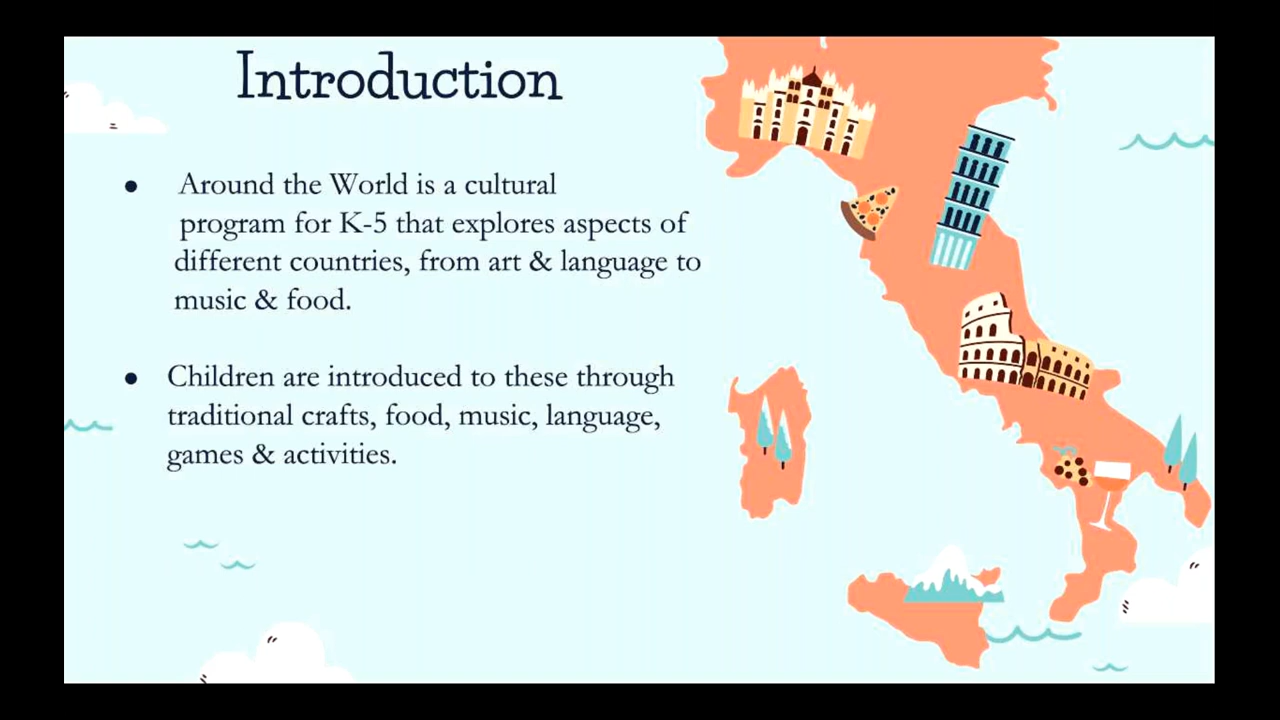 Introduction
● Around the World is a cultural
program for K-5 that explores aspects of
different countries, from art & language to
music & food.
● Children are introduced to these through
traditional crafts, food, music, language,
games & activities.